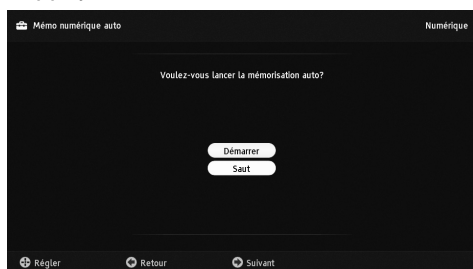 Mémo numérique auto
Numérique
Voulez-vous lancer la mémorisation auto?
Démarrer
Saut
Régler
Retour
Suivant